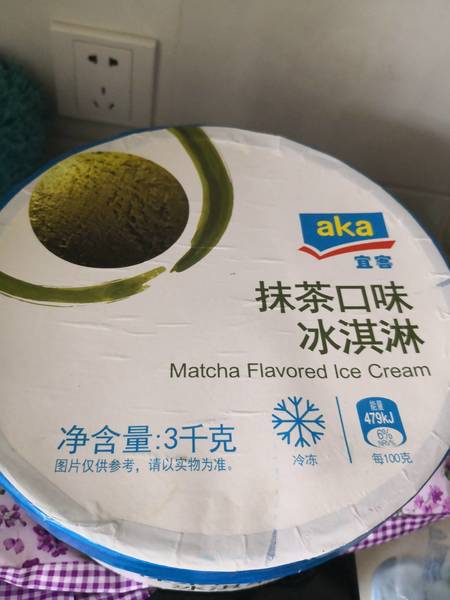 aka
宜客
抹茶口味
冰淇淋
Matcha Flavored Ice Cream
净含量:3千克
图片仅供参考，请以实物为准。
冷冻
能量
479kJ
6%
NRV%
每100克